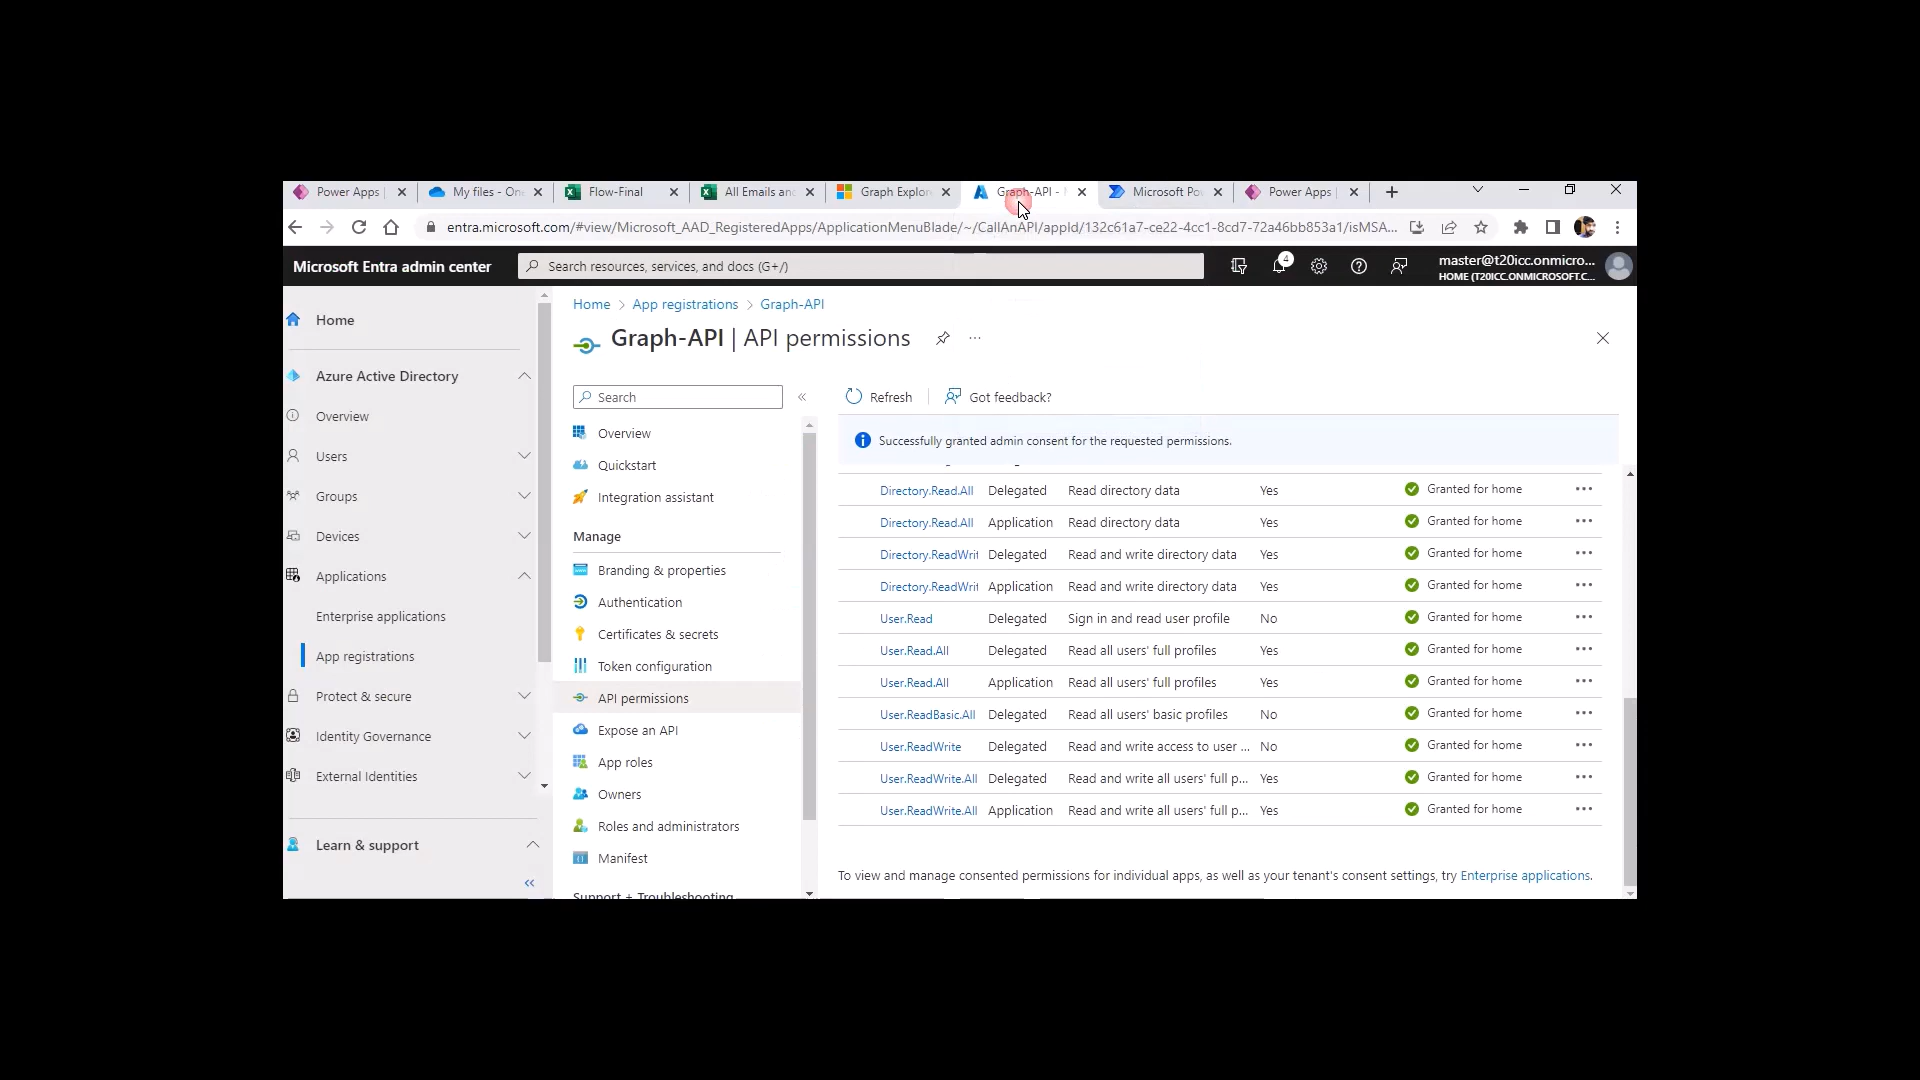 Power Apps
My files - On
Flow-Final
All Emails an
Graph Explor
Graph-API -
Microsoft Po
Power Apps
entra.microsoft.com/#view/Microsoft_AAD_RegisteredApps/ApplicationMenuBlade/~/CallAnAPI/appId/132c61a7-ce22-4cc1-8cd7-72a46bb853a1/isMSA...
Microsoft Entra admin center
Search resources, services, and docs (G+/)
4
master@t20icc.onmicro...
HOME (T20ICC.ONMICROSOFT.C...
Home
Azure Active Directory
Overview
Users
Groups
Devices
Applications
Enterprise applications
App registrations
Protect & secure
Identity Governance
External Identities
Learn & support
Home > App registrations > Graph-API
Graph-API | API permissions
Search
Overview
Quickstart
Integration assistant
Manage
Branding & properties
Authentication
Certificates & secrets
Token configuration
API permissions
Expose an API
App roles
Owners
Roles and administrators
Manifest
Support + Troubleshooting
Refresh
Got feedback?
Successfully granted admin consent for the requested permissions.
Directory.Read.All Delegated Read directory data Yes Granted for home
Directory.Read.All Application Read directory data Yes Granted for home
Directory.ReadWrit Delegated Read and write directory data Yes Granted for home
Directory.ReadWrit Application Read and write directory data Yes Granted for home
User.Read Delegated Sign in and read user profile No Granted for home
User.Read.All Delegated Read all users' full profiles Yes Granted for home
User.Read.All Application Read all users' full profiles Yes Granted for home
User.ReadBasic.All Delegated Read all users' basic profiles No Granted for home
User.ReadWrite Delegated Read and write access to user ... No Granted for home
User.ReadWrite.All Delegated Read and write all users' full p... Yes Granted for home
User.ReadWrite.All Application Read and write all users' full p... Yes Granted for home
To view and manage consented permissions for individual apps, as well as your tenant's consent settings, try Enterprise applications.